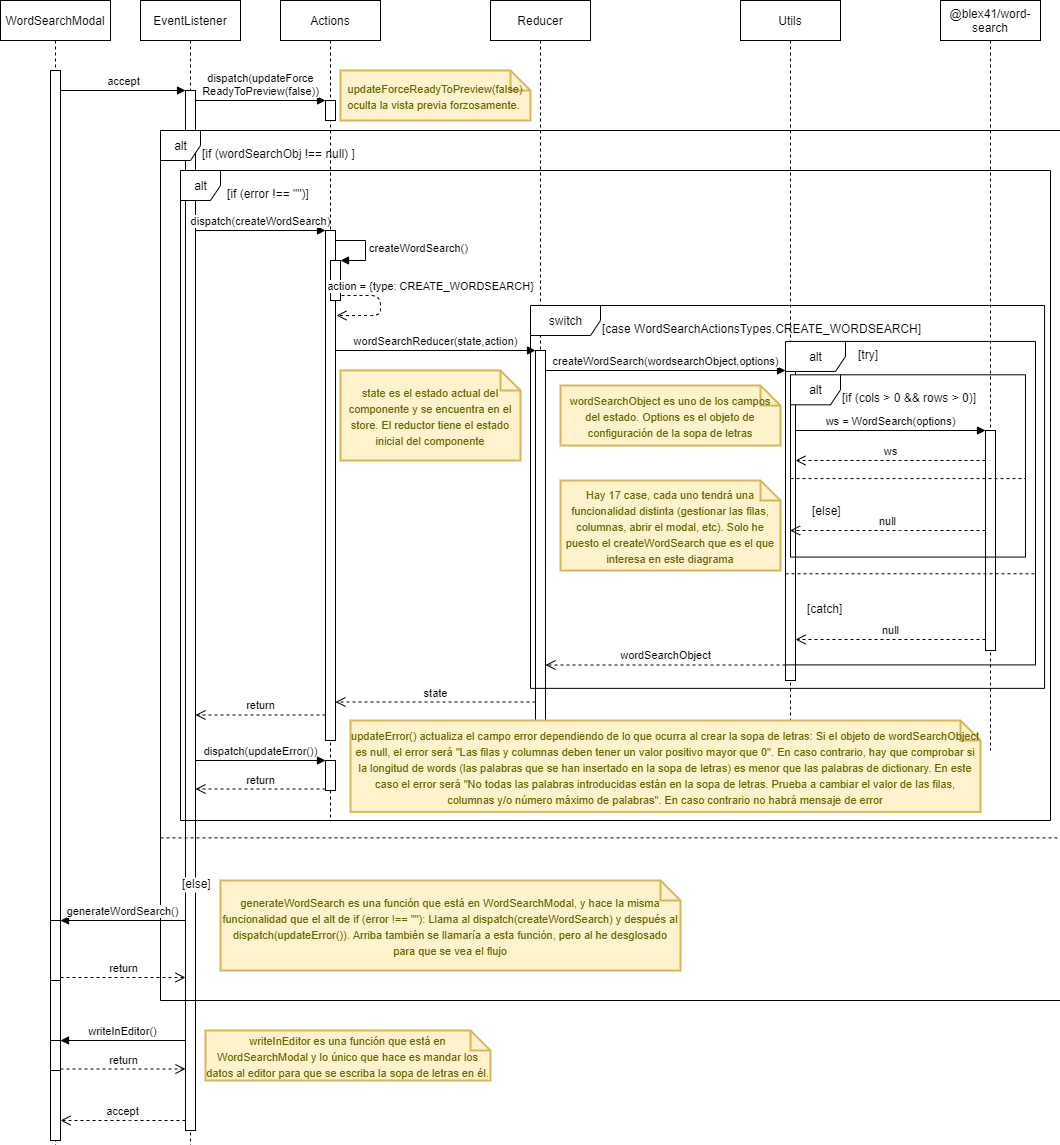 WordSearchModal
EventListener
Actions
Reducer
Utils
@blex41/word-
search
accept
dispatch(updateForce
ReadyToPreview(false))
updateForceReadyToPreview(false)
oculta la vista previa forzosamente.
alt
[if (wordSearchObj !== null) ]
alt
[if (error !== "")]
dispatch(createWordSearch)
createWordSearch()
action = {type: CREATE_WORDSEARCH}
switch
[case WordSearchActionsTypes.CREATE_WORDSEARCH]
wordSearchReducer(state,action)
createWordSearch(wordsearchObject,options)
alt
[try]
state es el estado actual del
componente y se encuentra en el
store. El reductor tiene el estado
inicial del componente
wordSearchObject es uno de los campos
del estado. Options es el objeto de
configuración de la sopa de letras
alt
[if (cols > 0 && rows > 0)]
ws = WordSearch(options)
ws
Hay 17 case, cada uno tendrá una
funcionalidad distinta (gestionar las filas,
columnas, abrir el modal, etc). Solo he
puesto el createWordSearch que es el que
interesa en este diagrama
[else]
null
[catch]
null
wordSearchObject
state
return
updateError() actualiza el campo error dependiendo de lo que ocurra al crear la sopa de letras: Si el objeto de wordSearchObject
es null, el error será "Las filas y columnas deben tener un valor positivo mayor que 0". En caso contrario, hay que comprobar si
la longitud de words (las palabras que se han insertado en la sopa de letras) es menor que las palabras de dictionary. En este
caso el error será "No todas las palabras introducidas están en la sopa de letras. Prueba a cambiar el valor de las filas,
columnas y/o número máximo de palabras". En caso contrario no habrá mensaje de error
dispatch(updateError())
return
[else]
generateWordSearch()
generateWordSearch es una función que está en WordSearchModal, y hace la misma
funcionalidad que el alt de if (error !== ""): Llama al dispatch(createWordSearch) y después al
dispatch(updateError()). Arriba también se llamaría a esta función, pero al he desglosado
para que se vea el flujo
return
writeInEditor()
writeInEditor es una función que está en
WordSearchModal y lo único que hace es mandar los
datos al editor para que se escriba la sopa de letras en él.
return
accept